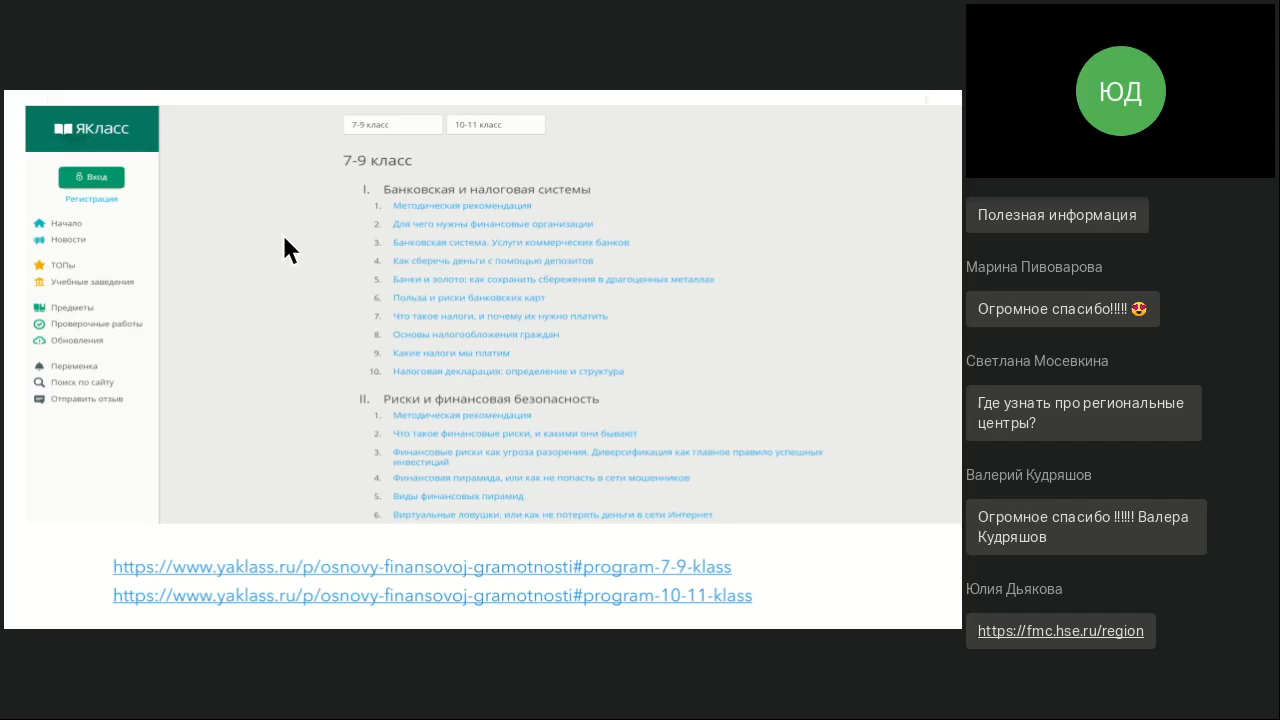 ЯКласс
Вход
Регистрация
Начало
Новости
ТОПы
Учебные заведения
Предметы
Проверочные работы
Обновления
Переменка
Поиск по сайту
Отправить отзыв
7-9 класс
10-11 класс
7-9 класс
I. Банковская и налоговая системы
1. Методическая рекомендация
2. Для чего нужны финансовые организации
3. Банковская система. Услуги коммерческих банков
4. Как сберечь деньги с помощью депозитов
5. Банки и золото: как сохранить сбережения в драгоценных металлах
6. Польза и риски банковских карт
7. Что такое налоги, и почему их нужно платить
8. Основы налогообложения граждан
9. Какие налоги мы платим
10. Налоговая декларация: определение и структура
II. Риски и финансовая безопасность
1. Методическая рекомендация
2. Что такое финансовые риски, и какими они бывают
3. Финансовые риски как угроза разорения. Диверсификация как главное правило успешных
инвестиций
4. Финансовая пирамида, или как не попасть в сети мошенников
5. Виды финансовых пирамид
6. Виртуальные ловушки, или как не потерять деньги в сети Интернет
https://www.yaklass.ru/p/osnovy-finansovoj-gramotnosti#program-7-9-klass
https://www.yaklass.ru/p/osnovy-finansovoj-gramotnosti#program-10-11-klass
ЮД
Полезная информация
Марина Пивоварова
Огромное спасибо!!!!! 😍
Светлана Мосевкина
Где узнать про региональные
центры?
Валерий Кудряшов
Огромное спасибо !!!!!! Валера
Кудряшов
Юлия Дьякова
https://fmc.hse.ru/region